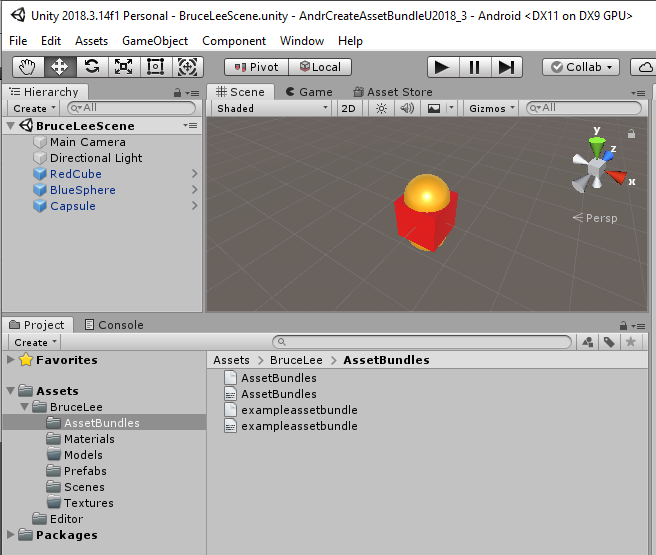 Unity 2018.3.14f1 Personal - BruceLeeScene.unity - AndrCreateAssetBundleU2018_3 - Android <DX11 on DX9 GPU>
File Edit Assets GameObject Component Window Help
Pivot Local Collab
Hierarchy
Create All
BruceLeeScene
Main Camera
Directional Light
RedCube
BlueSphere
Capsule
Scene Game Asset Store
Shaded 2D Gizmos All
y
z
x
Persp
Project Console
Create
Favorites
Assets
BruceLee
AssetBundles
Materials
Models
Prefabs
Scenes
Textures
Editor
Packages
Assets > BruceLee > AssetBundles
AssetBundles
AssetBundles
exampleassetbundle
exampleassetbundle